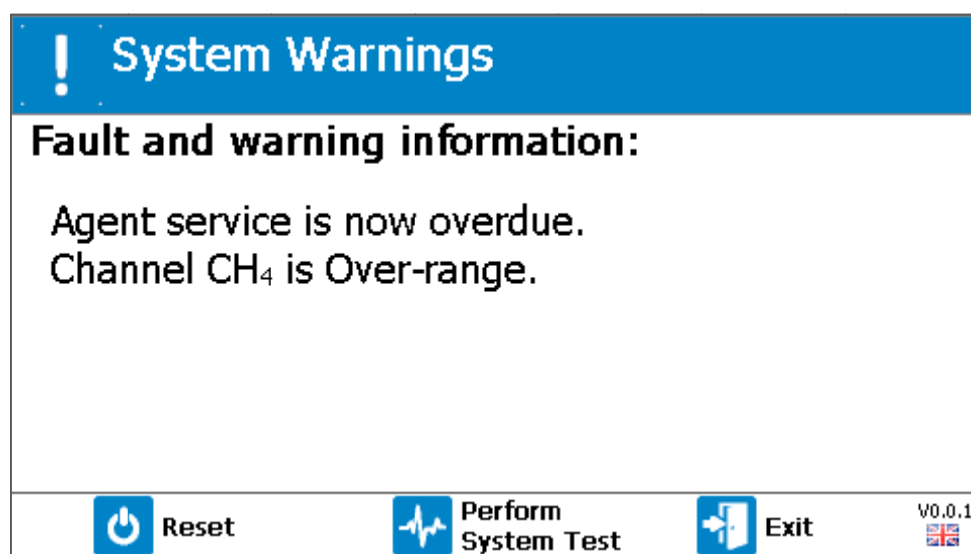 ! System Warnings
Fault and warning information:
Agent service is now overdue.
Channel CH₄ is Over-range.
Reset
Perform
System Test
Exit
V0.0.1